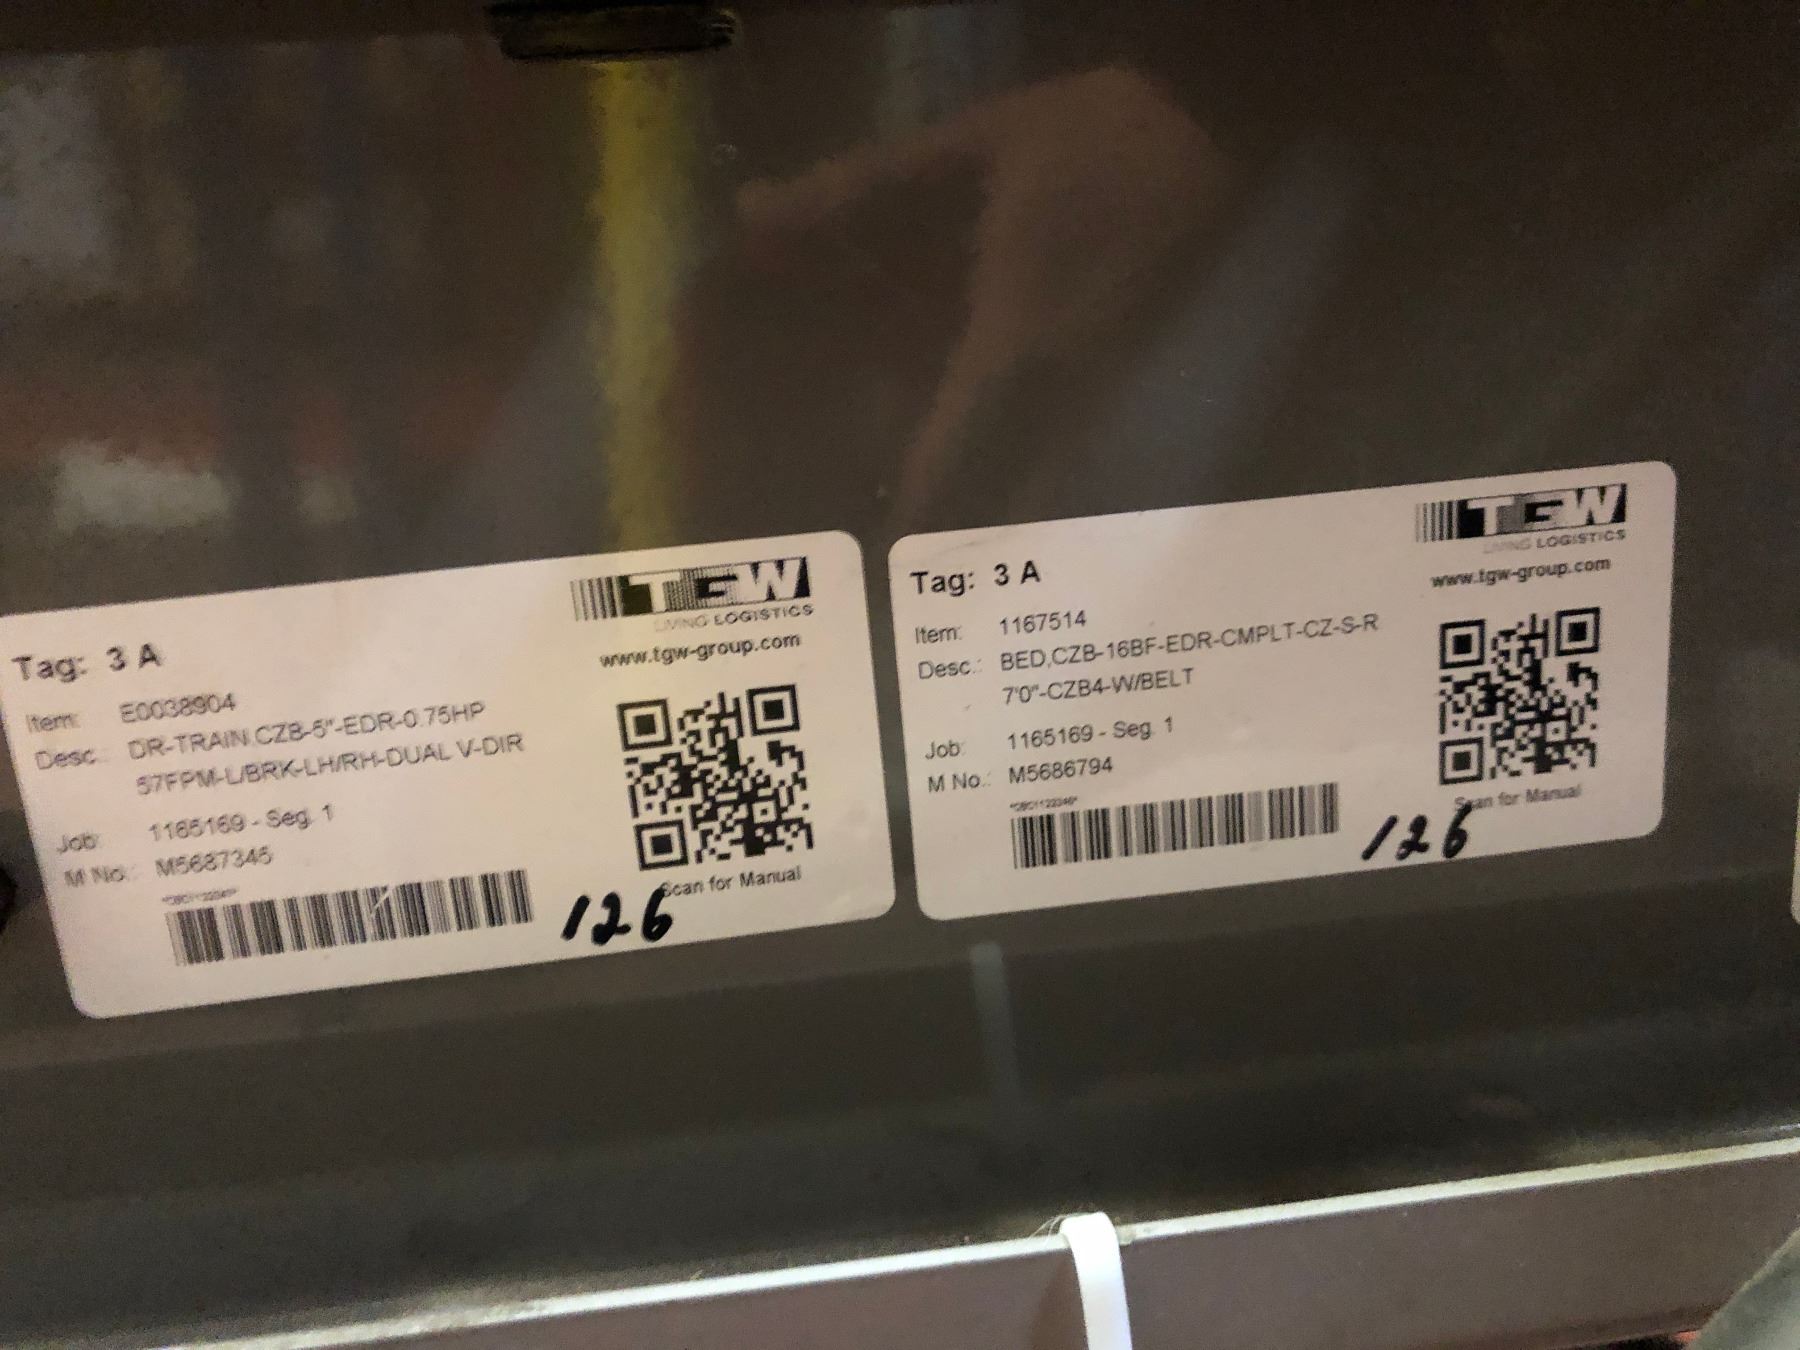 TGW
LIVING LOGISTICS
www.tgw-group.com
Tag: 3 A
Item: E0038904
Desc.: DR-TRAIN,CZB-5"-EDR-0.75HP
57FPM-L/BRK-LH/RH-DUAL V-DIR
Job: 1165169 - Seg. 1
M No.: M5687345
Scan for Manual
126
TGW
LIVING LOGISTICS
www.tgw-group.com
Tag: 3 A
Item: 1167514
Desc.: BED,CZB-16BF-EDR-CMPLT-CZ-S-R
7'0"-CZB4-W/BELT
Job: 1165169 - Seg. 1
M No.: M5686794
Scan for Manual
126